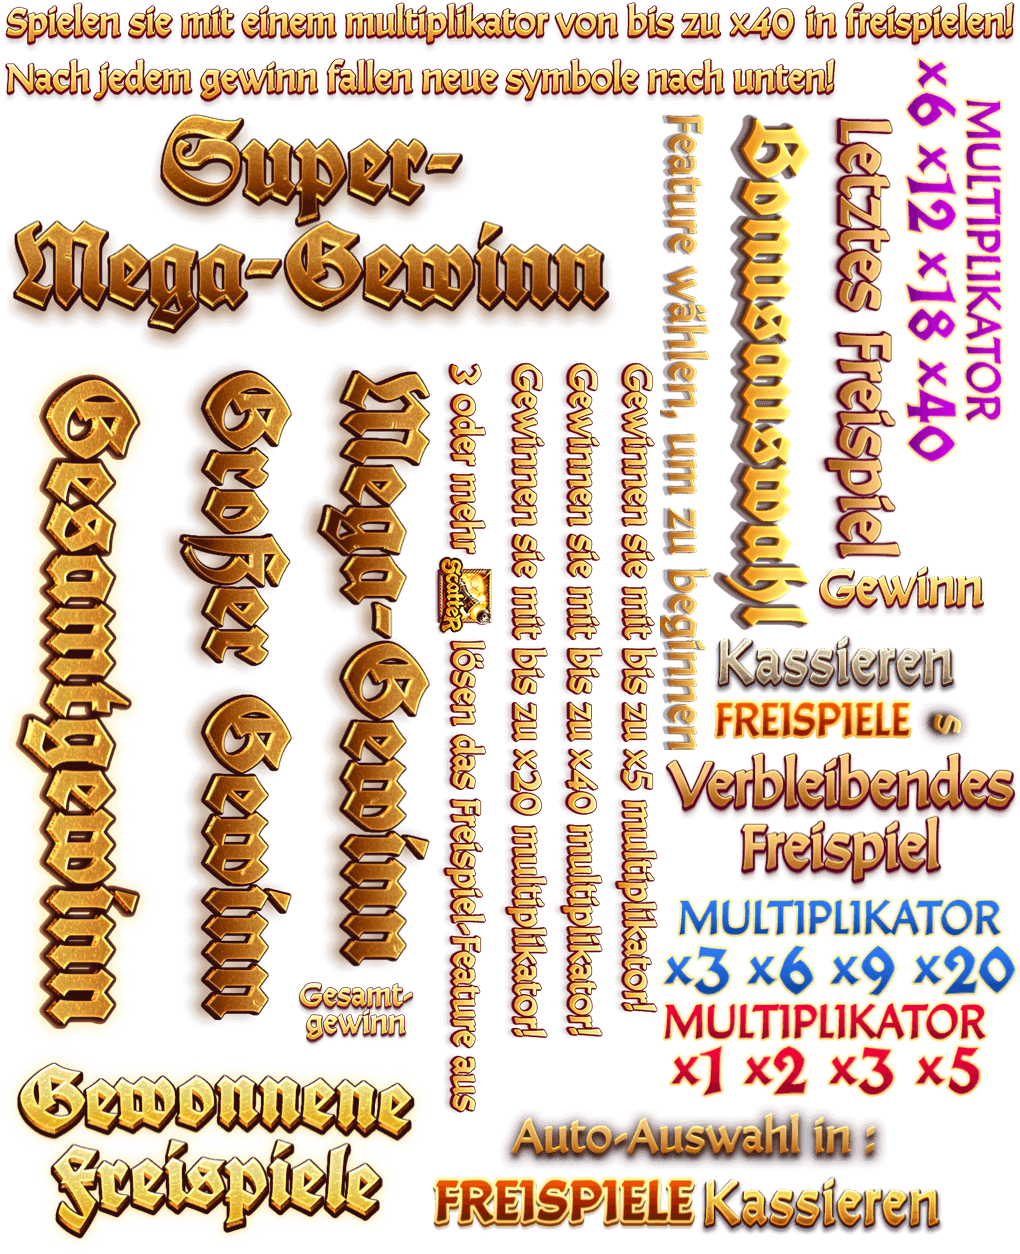 Spielen sie mit einem multiplikator von bis zu x40 in freispielen!
Nach jedem gewinn fallen neue symbole nach unten!
Super-
Mega-Gewinn
Gesamtgewinn
Großer Gewinn
Mega-Gewinn
3 oder mehr SCATTER lösen das Freispiel-Feature aus
Gewinnen sie mit bis zu x20 multiplikator!
Gewinnen sie mit bis zu x40 multiplikator!
Gewinnen sie mit bis zu x5 multiplikator!
Feature wählen, um zu beginnen
Bonusauswahl
Letztes Freispiel
MULTIPLIKATOR
x6 x12 x18 x40
Gewinn
Kassieren
FREISPIELE s
Verbleibendes
Freispiel
MULTIPLIKATOR
x3 x6 x9 x20
MULTIPLIKATOR
x1 x2 x3 x5
Gesamt-
gewinn
Gewonnene
Freispiele
Auto-Auswahl in :
FREISPIELE Kassieren